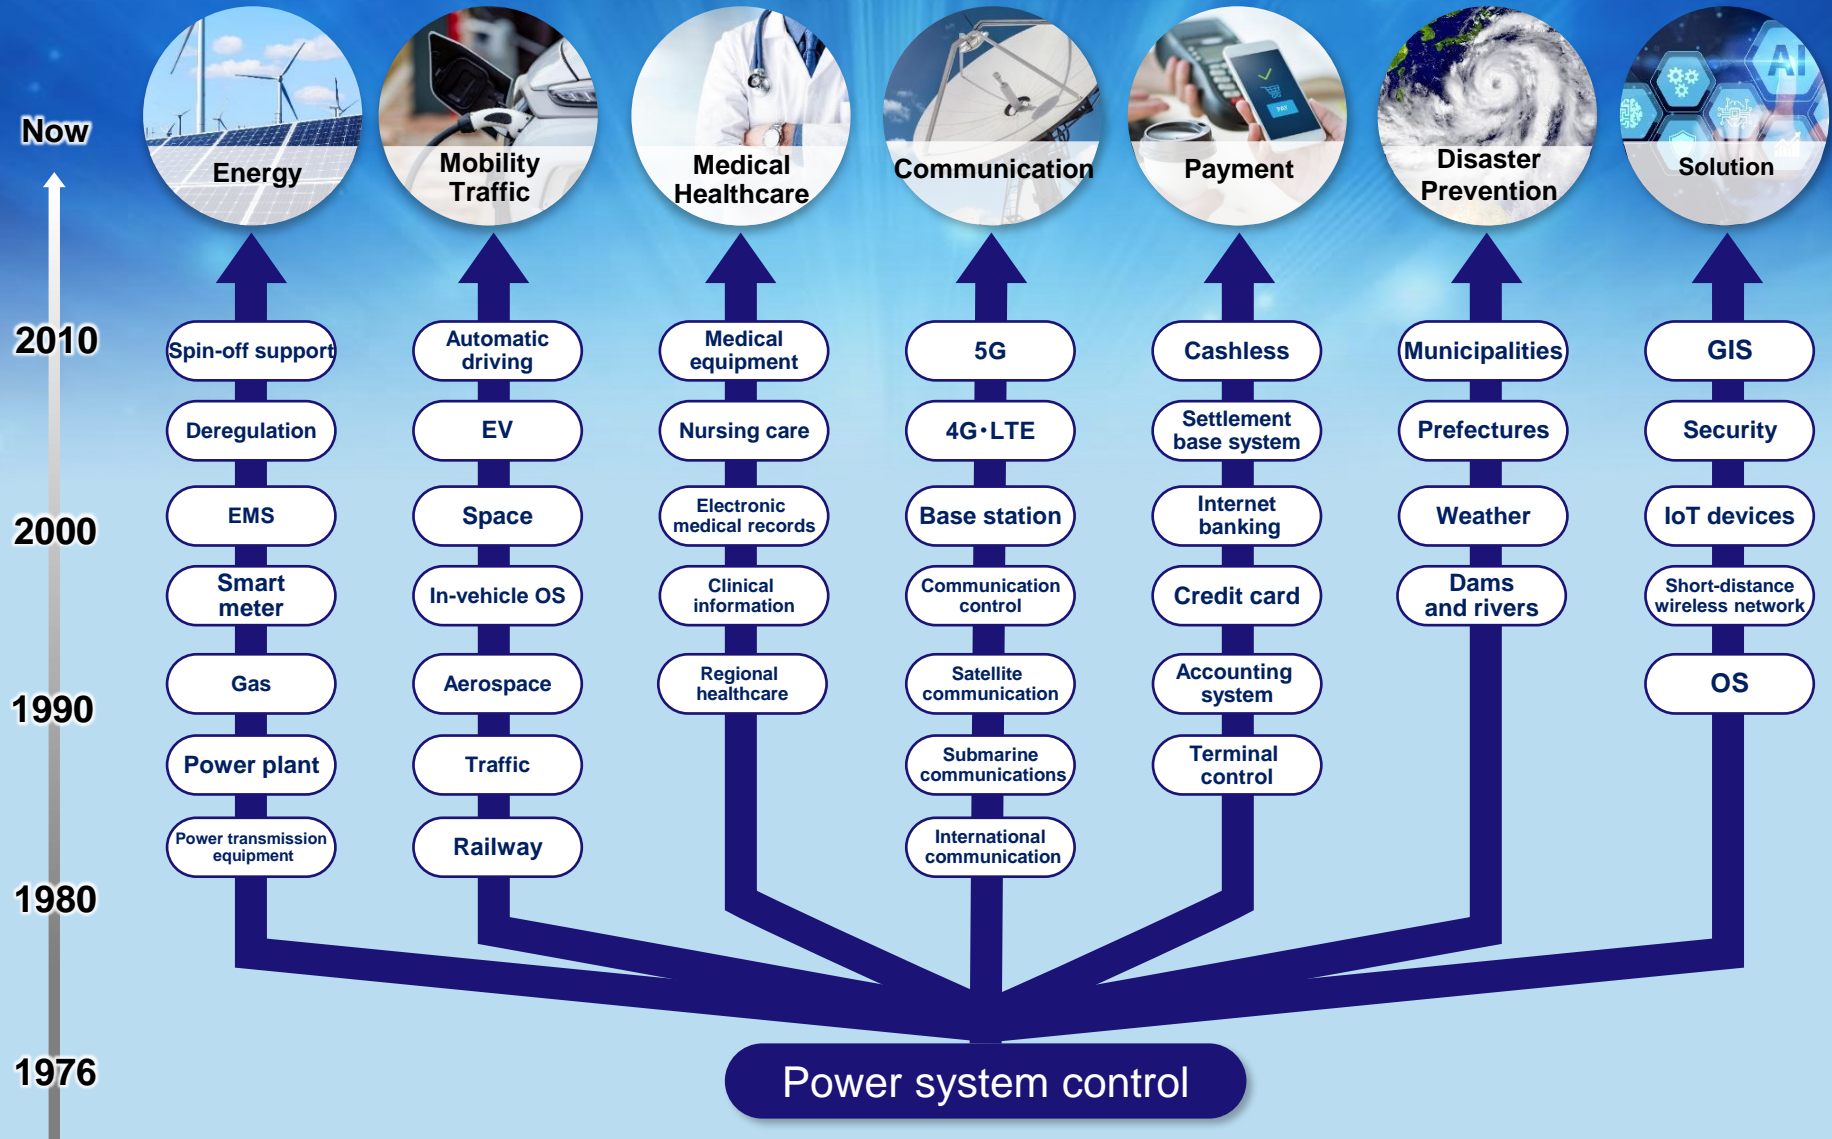 Now
Energy
Mobility
Traffic
Medical
Healthcare
Communication
Payment
PAY
Disaster
Prevention
AI
Solution
2010
Spin-off support
Automatic
driving
Medical
equipment
5G
Cashless
Municipalities
GIS
Deregulation
EV
Nursing care
4G・LTE
Settlement
base system
Prefectures
Security
2000
EMS
Space
Electronic
medical records
Base station
Internet
banking
Weather
IoT devices
Smart
meter
In-vehicle OS
Clinical
information
Communication
control
Credit card
Dams
and rivers
Short-distance
wireless network
1990
Gas
Aerospace
Regional
healthcare
Satellite
communication
Accounting
system
OS
Power plant
Traffic
Submarine
communications
Terminal
control
Power transmission
equipment
Railway
International
communication
1980
1976
Power system control